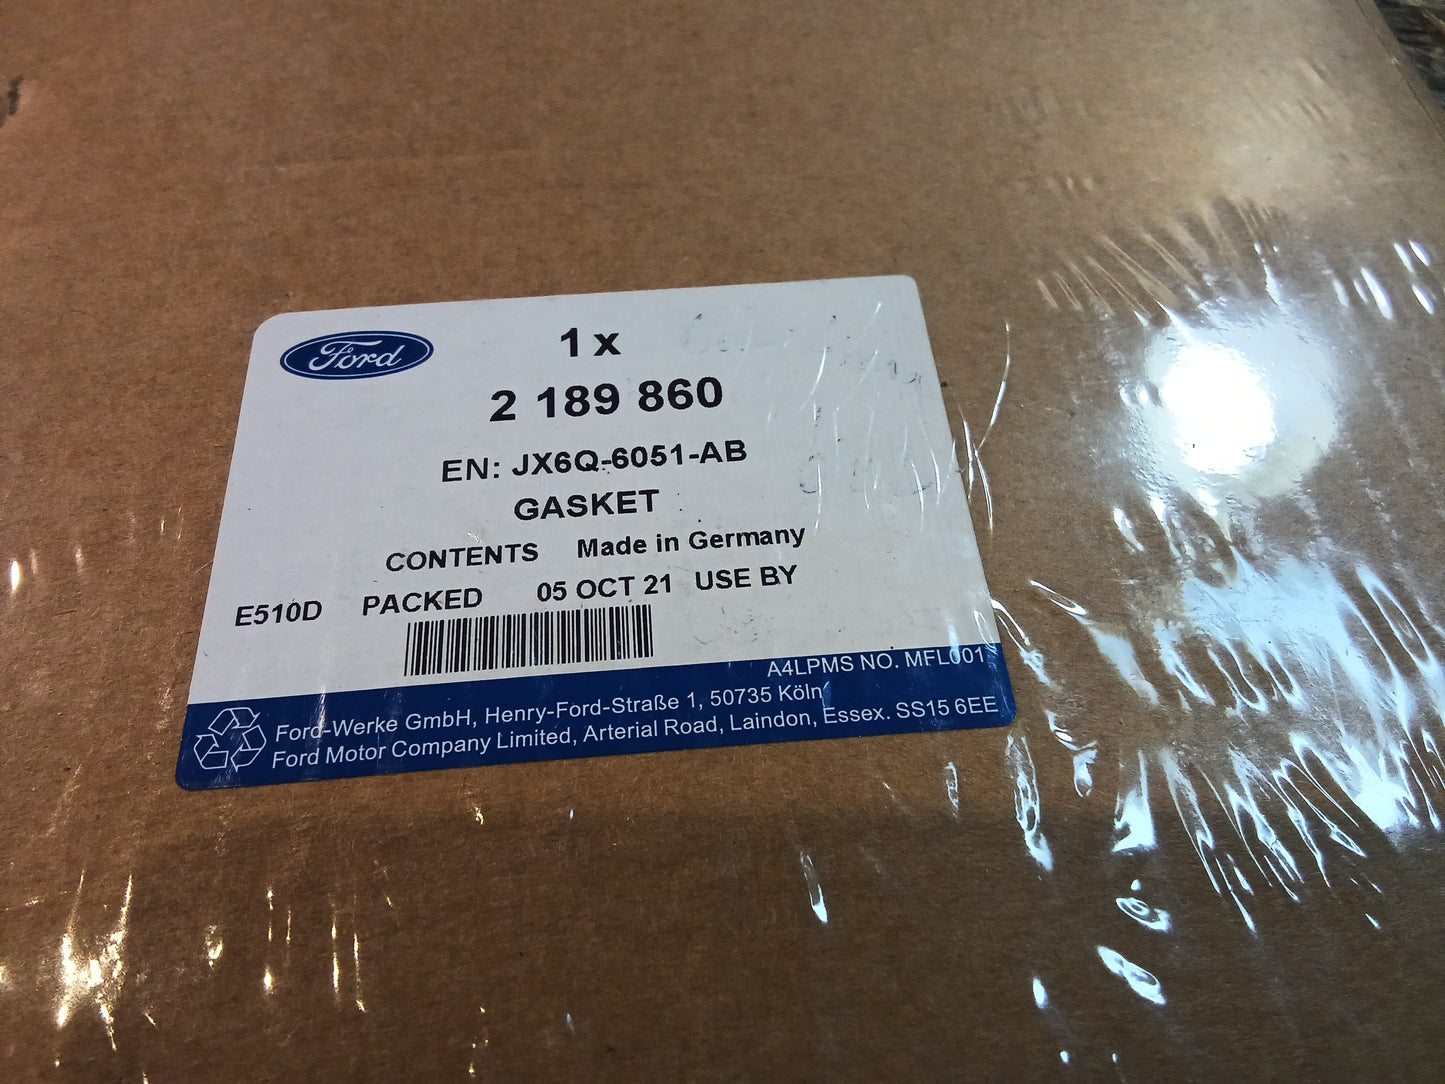 Ford
1 x
2 189 860
EN: JX6Q-6051-AB
GASKET
CONTENTS Made in Germany
E510D PACKED 05 OCT 21 USE BY
A4LPMS NO. MFL001
Ford-Werke GmbH, Henry-Ford-Straße 1, 50735 Köln
Ford Motor Company Limited, Arterial Road, Laindon, Essex. SS15 6EE